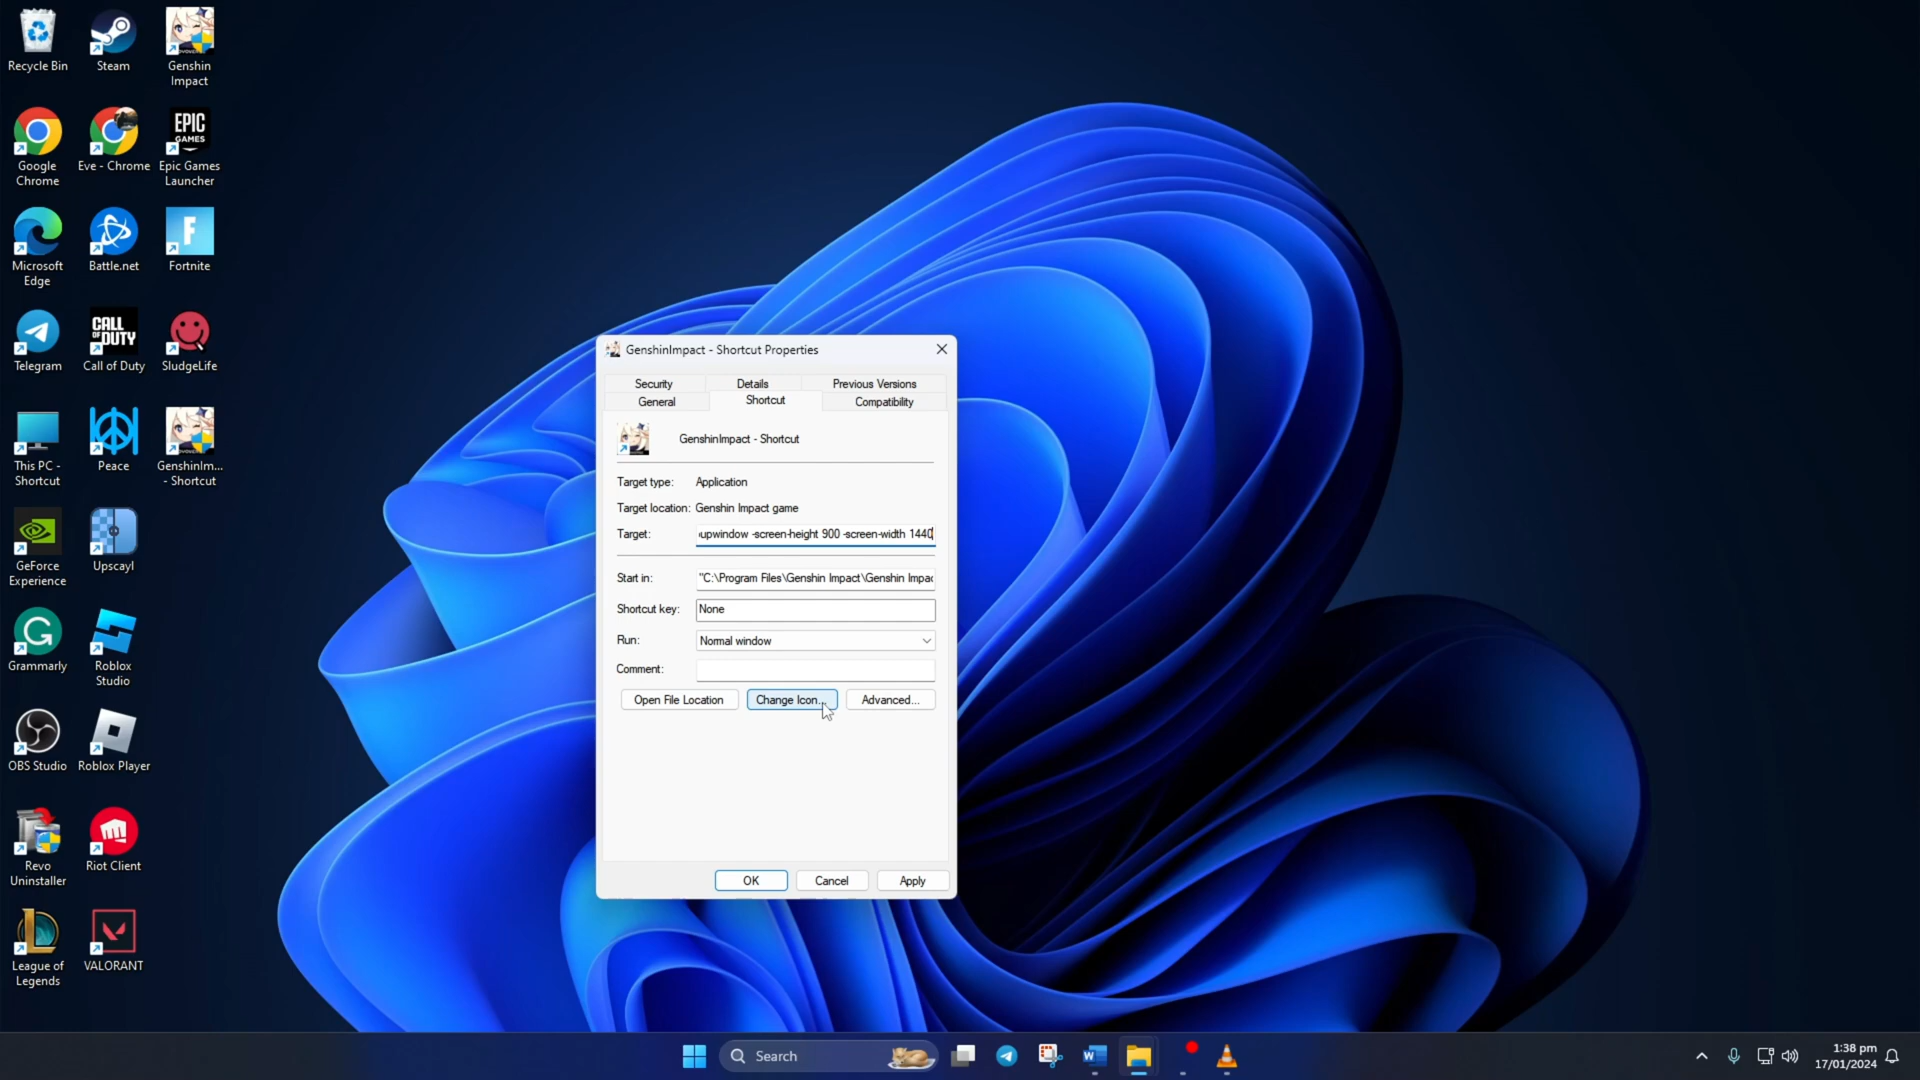 Recycle Bin
Steam
Genshin
Impact
Google
Chrome
Eve - Chrome
EPIC
GAMES
Epic Games
Launcher
Microsoft
Edge
Battle.net
F
Fortnite
Telegram
CALL
OF DUTY
Call of Duty
SludgeLife
This PC -
Shortcut
Peace
GenshinIm...
- Shortcut
GeForce
Experience
Upscayl
Grammarly
Roblox
Studio
OBS Studio
Roblox Player
Revo
Uninstaller
Riot Client
League of
Legends
VALORANT
GenshinImpact - Shortcut Properties
Security
Details
Previous Versions
General
Shortcut
Compatibility
GenshinImpact - Shortcut
Target type: Application
Target location: Genshin Impact game
Target: upwindow -screen-height 900 -screen-width 1440
Start in: "C:\Program Files\Genshin Impact\Genshin Impac
Shortcut key: None
Run: Normal window
Comment:
Open File Location
Change Icon...
Advanced...
OK
Cancel
Apply
Search
1:38 pm
17/01/2024